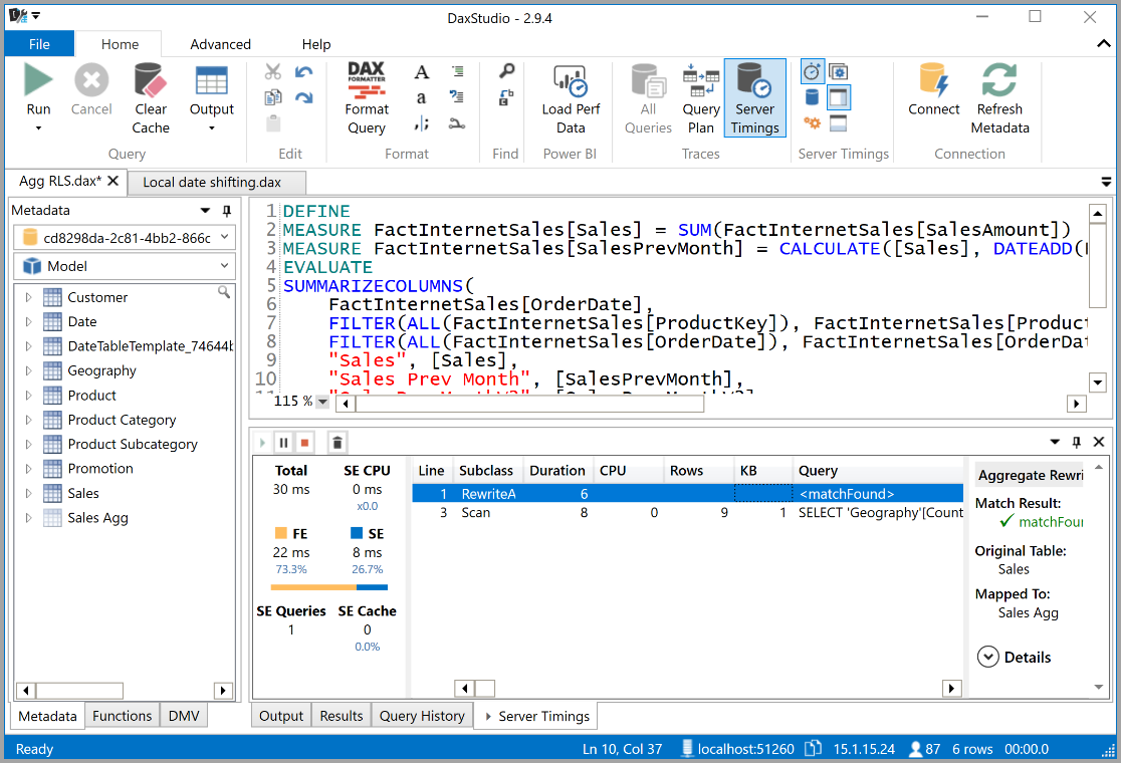 DaxStudio - 2.9.4
File Home Advanced Help
Run Cancel Clear Cache Output
Query
Edit
DAX FORMATTER
Format Query
A
a
Format
Find
Load Perf Data
Power BI
All Queries Query Plan Server Timings
Traces
Server Timings
Connect Refresh Metadata
Connection
Agg RLS.dax* Local date shifting.dax
Metadata
cd8298da-2c81-4bb2-866c
Model
Customer
Date
DateTableTemplate_74644b
Geography
Product
Product Category
Product Subcategory
Promotion
Sales
Sales Agg
Metadata Functions DMV
1 DEFINE
2 MEASURE FactInternetSales[Sales] = SUM(FactInternetSales[SalesAmount])
3 MEASURE FactInternetSales[SalesPrevMonth] = CALCULATE([Sales], DATEADD(
4 EVALUATE
5 SUMMARIZECOLUMNS(
6 FactInternetSales[OrderDate],
7 FILTER(ALL(FactInternetSales[ProductKey]), FactInternetSales[Product
8 FILTER(ALL(FactInternetSales[OrderDate]), FactInternetSales[OrderDat
9 "Sales", [Sales],
10 "Sales Prev Month", [SalesPrevMonth],
115 %
Total SE CPU
30 ms 0 ms
x0.0
FE SE
22 ms 8 ms
73.3% 26.7%
SE Queries SE Cache
1 0
0.0%
Line Subclass Duration CPU Rows KB Query
1 RewriteA 6 <matchFound>
3 Scan 8 0 9 1 SELECT 'Geography'[Count
Aggregate Rewri
Match Result:
matchFou
Original Table:
Sales
Mapped To:
Sales Agg
Details
Output Results Query History Server Timings
Ready Ln 10, Col 37 localhost:51260 15.1.15.24 87 6 rows 00:00.0